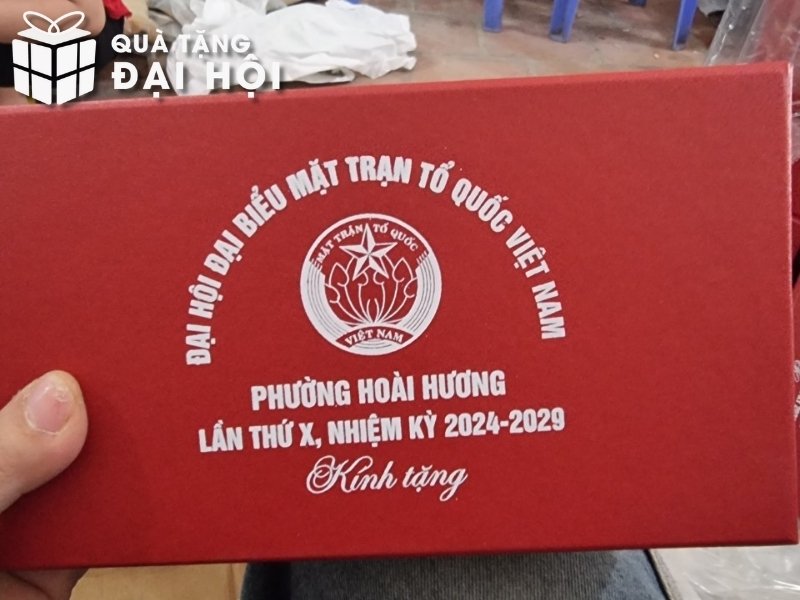 QUÀ TẶNG
ĐẠI HỘI
ĐẠI HỘI ĐẠI BIỂU MẶT TRẬN TỔ QUỐC VIỆT NAM
MẶT TRẬN TỔ QUỐC
VIỆT NAM
PHƯỜNG HOÀI HƯƠNG
LẦN THỨ X, NHIỆM KỲ 2024-2029
Kính tặng